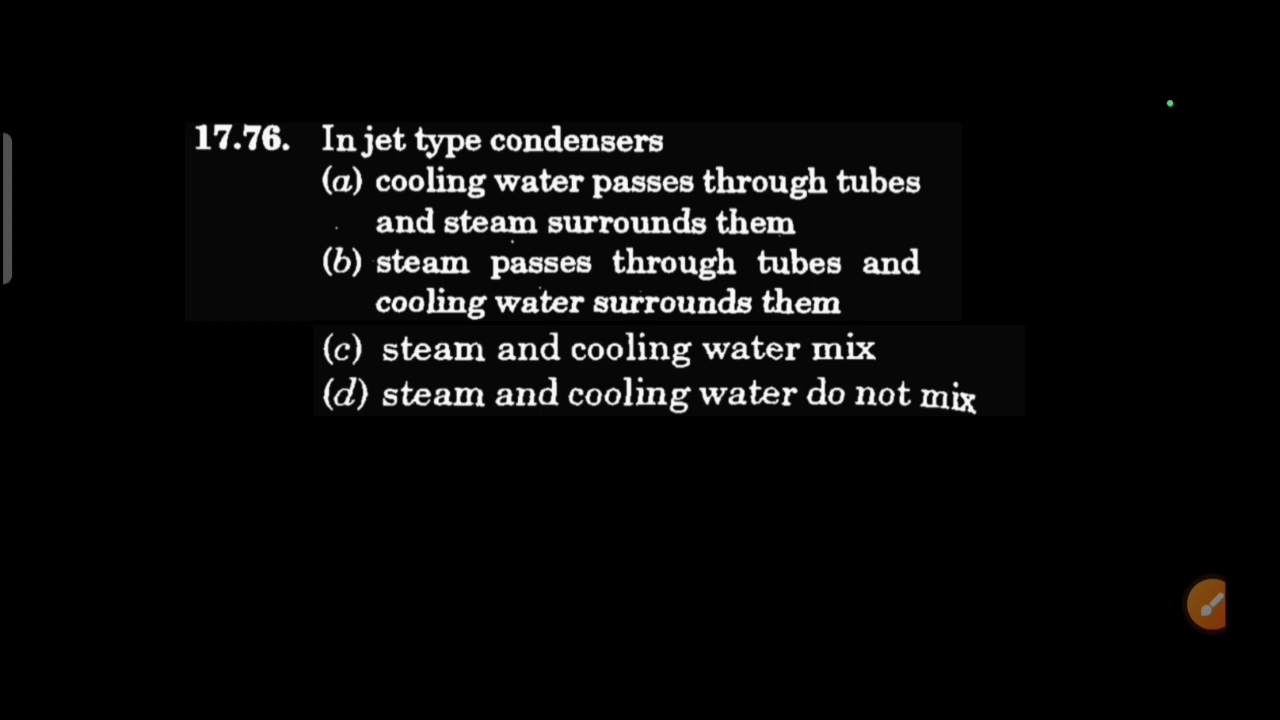 17.76. In jet type condensers
(a) cooling water passes through tubes
and steam surrounds them
(b) steam passes through tubes and
cooling water surrounds them
(c) steam and cooling water mix
(d) steam and cooling water do not mix